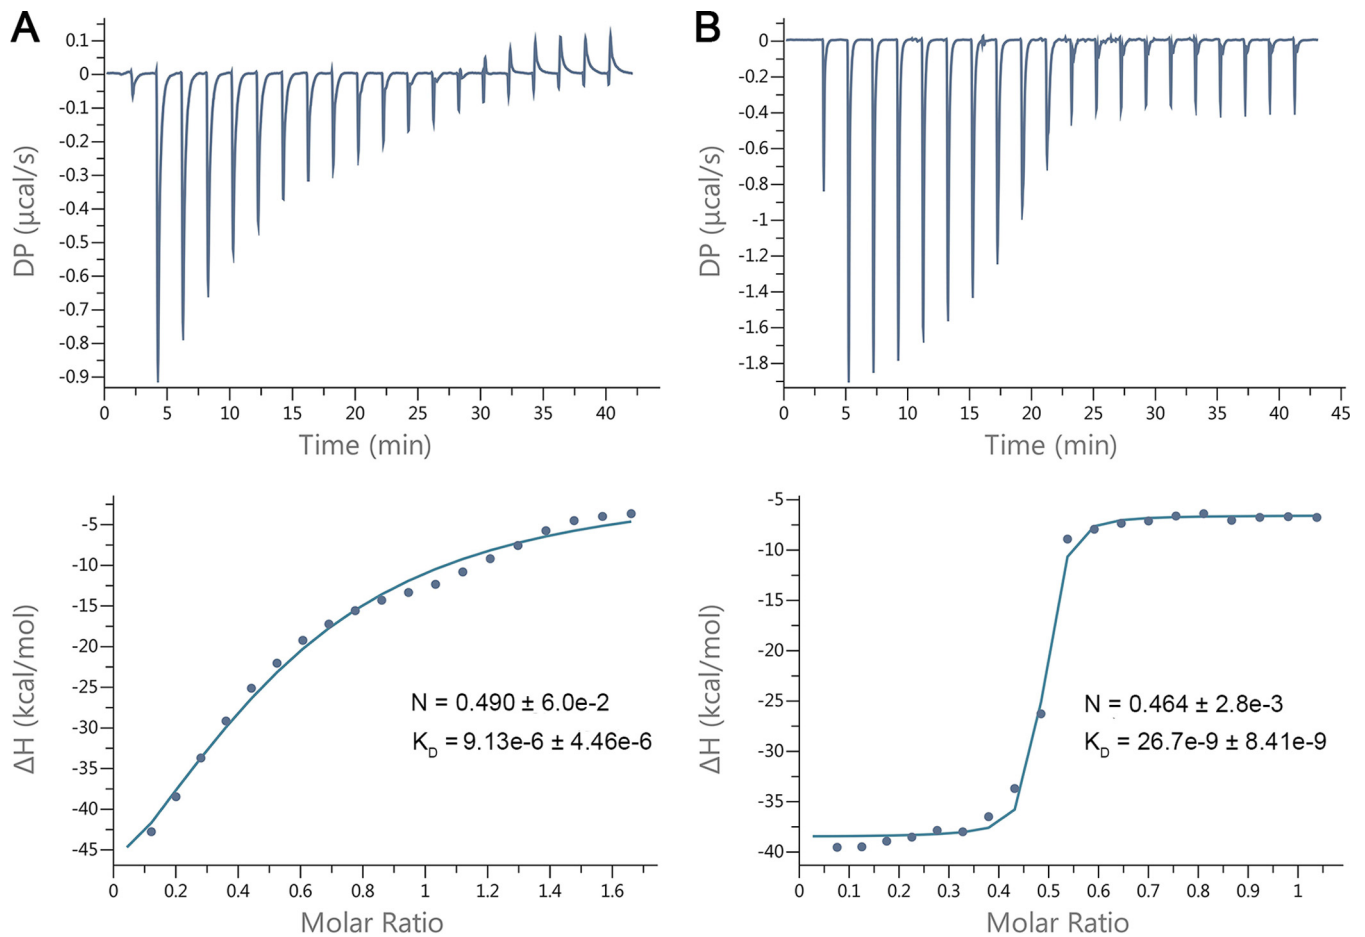 A
0.1
0
-0.1
-0.2
-0.3
-0.4
-0.5
-0.6
-0.7
-0.8
-0.9
DP (µcal/s)
0 5 10 15 20 25 30 35 40
Time (min)
B
0
-0.2
-0.4
-0.6
-0.8
-1
-1.2
-1.4
-1.6
-1.8
DP (µcal/s)
0 5 10 15 20 25 30 35 40 45
Time (min)
-5
-10
-15
-20
-25
-30
-35
-40
-45
ΔH (kcal/mol)
N = 0.490 ± 6.0e-2
KD = 9.13e-6 ± 4.46e-6
0 0.2 0.4 0.6 0.8 1 1.2 1.4 1.6
Molar Ratio
-5
-10
-15
-20
-25
-30
-35
-40
ΔH (kcal/mol)
N = 0.464 ± 2.8e-3
KD = 26.7e-9 ± 8.41e-9
0 0.1 0.2 0.3 0.4 0.5 0.6 0.7 0.8 0.9 1
Molar Ratio